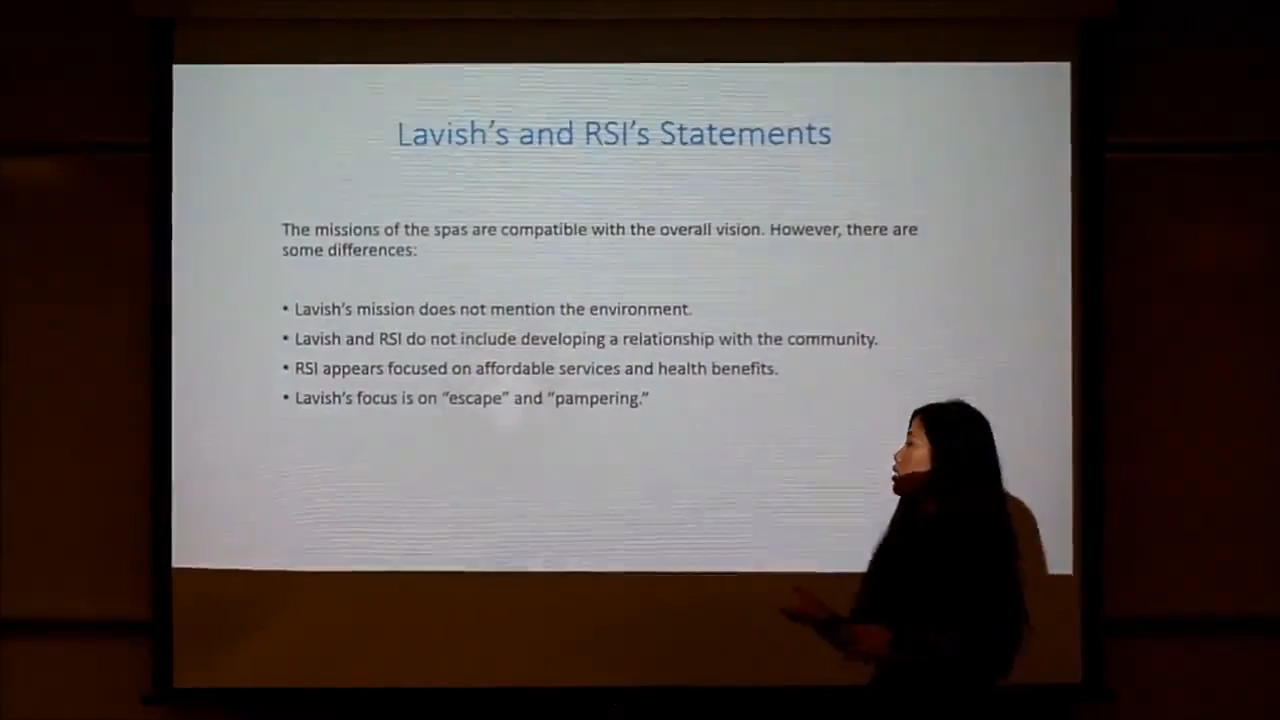 Lavish's and RSI's Statements
The missions of the spas are compatible with the overall vision. However, there are
some differences:
• Lavish's mission does not mention the environment.
• Lavish and RSI do not include developing a relationship with the community.
• RSI appears focused on affordable services and health benefits.
• Lavish's focus is on “escape” and “pampering.”